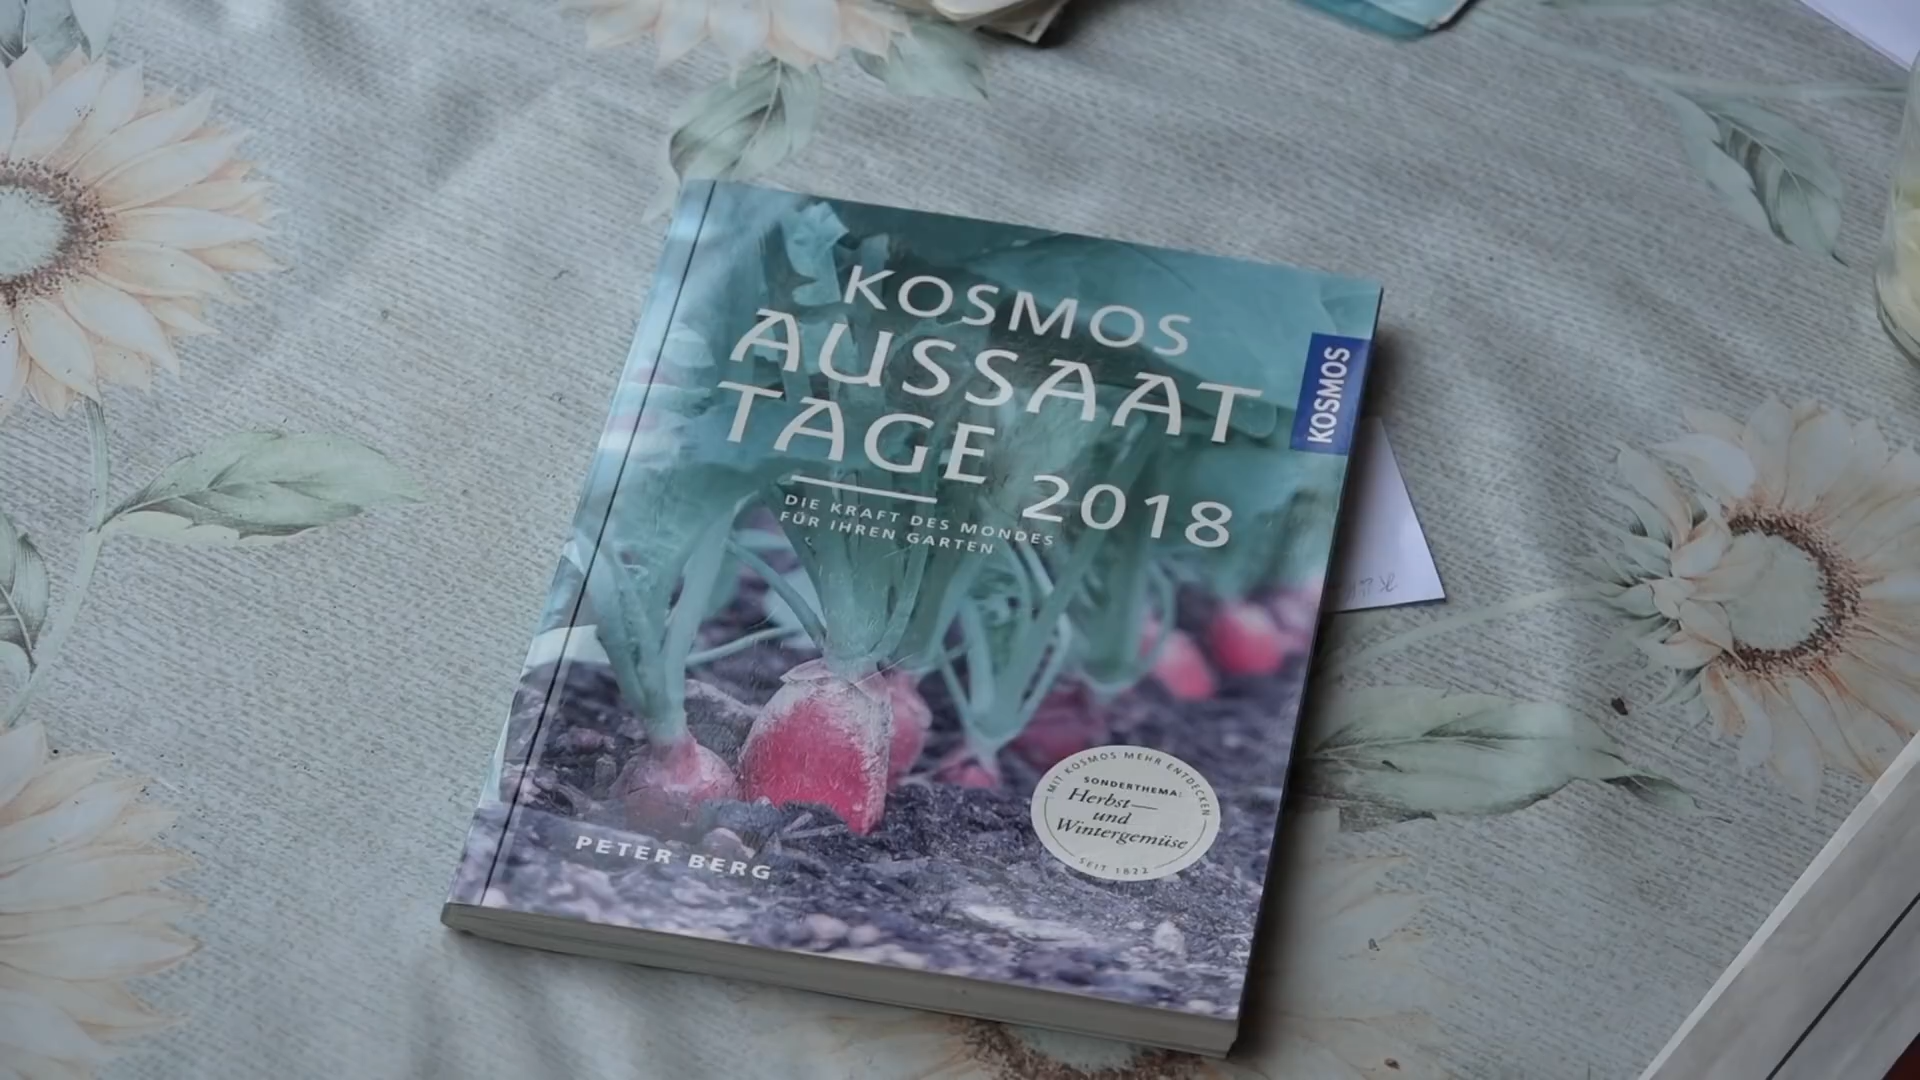 KOSMOS
AUSSAAT
TAGE 2018
DIE KRAFT DES MONDES
FÜR IHREN GARTEN
KOSMOS
MIT KOSMOS MEHR ENTDECKEN
SONDERTHEMA:
Herbst—
und
Wintergemüse
SEIT 1822
PETER BERG